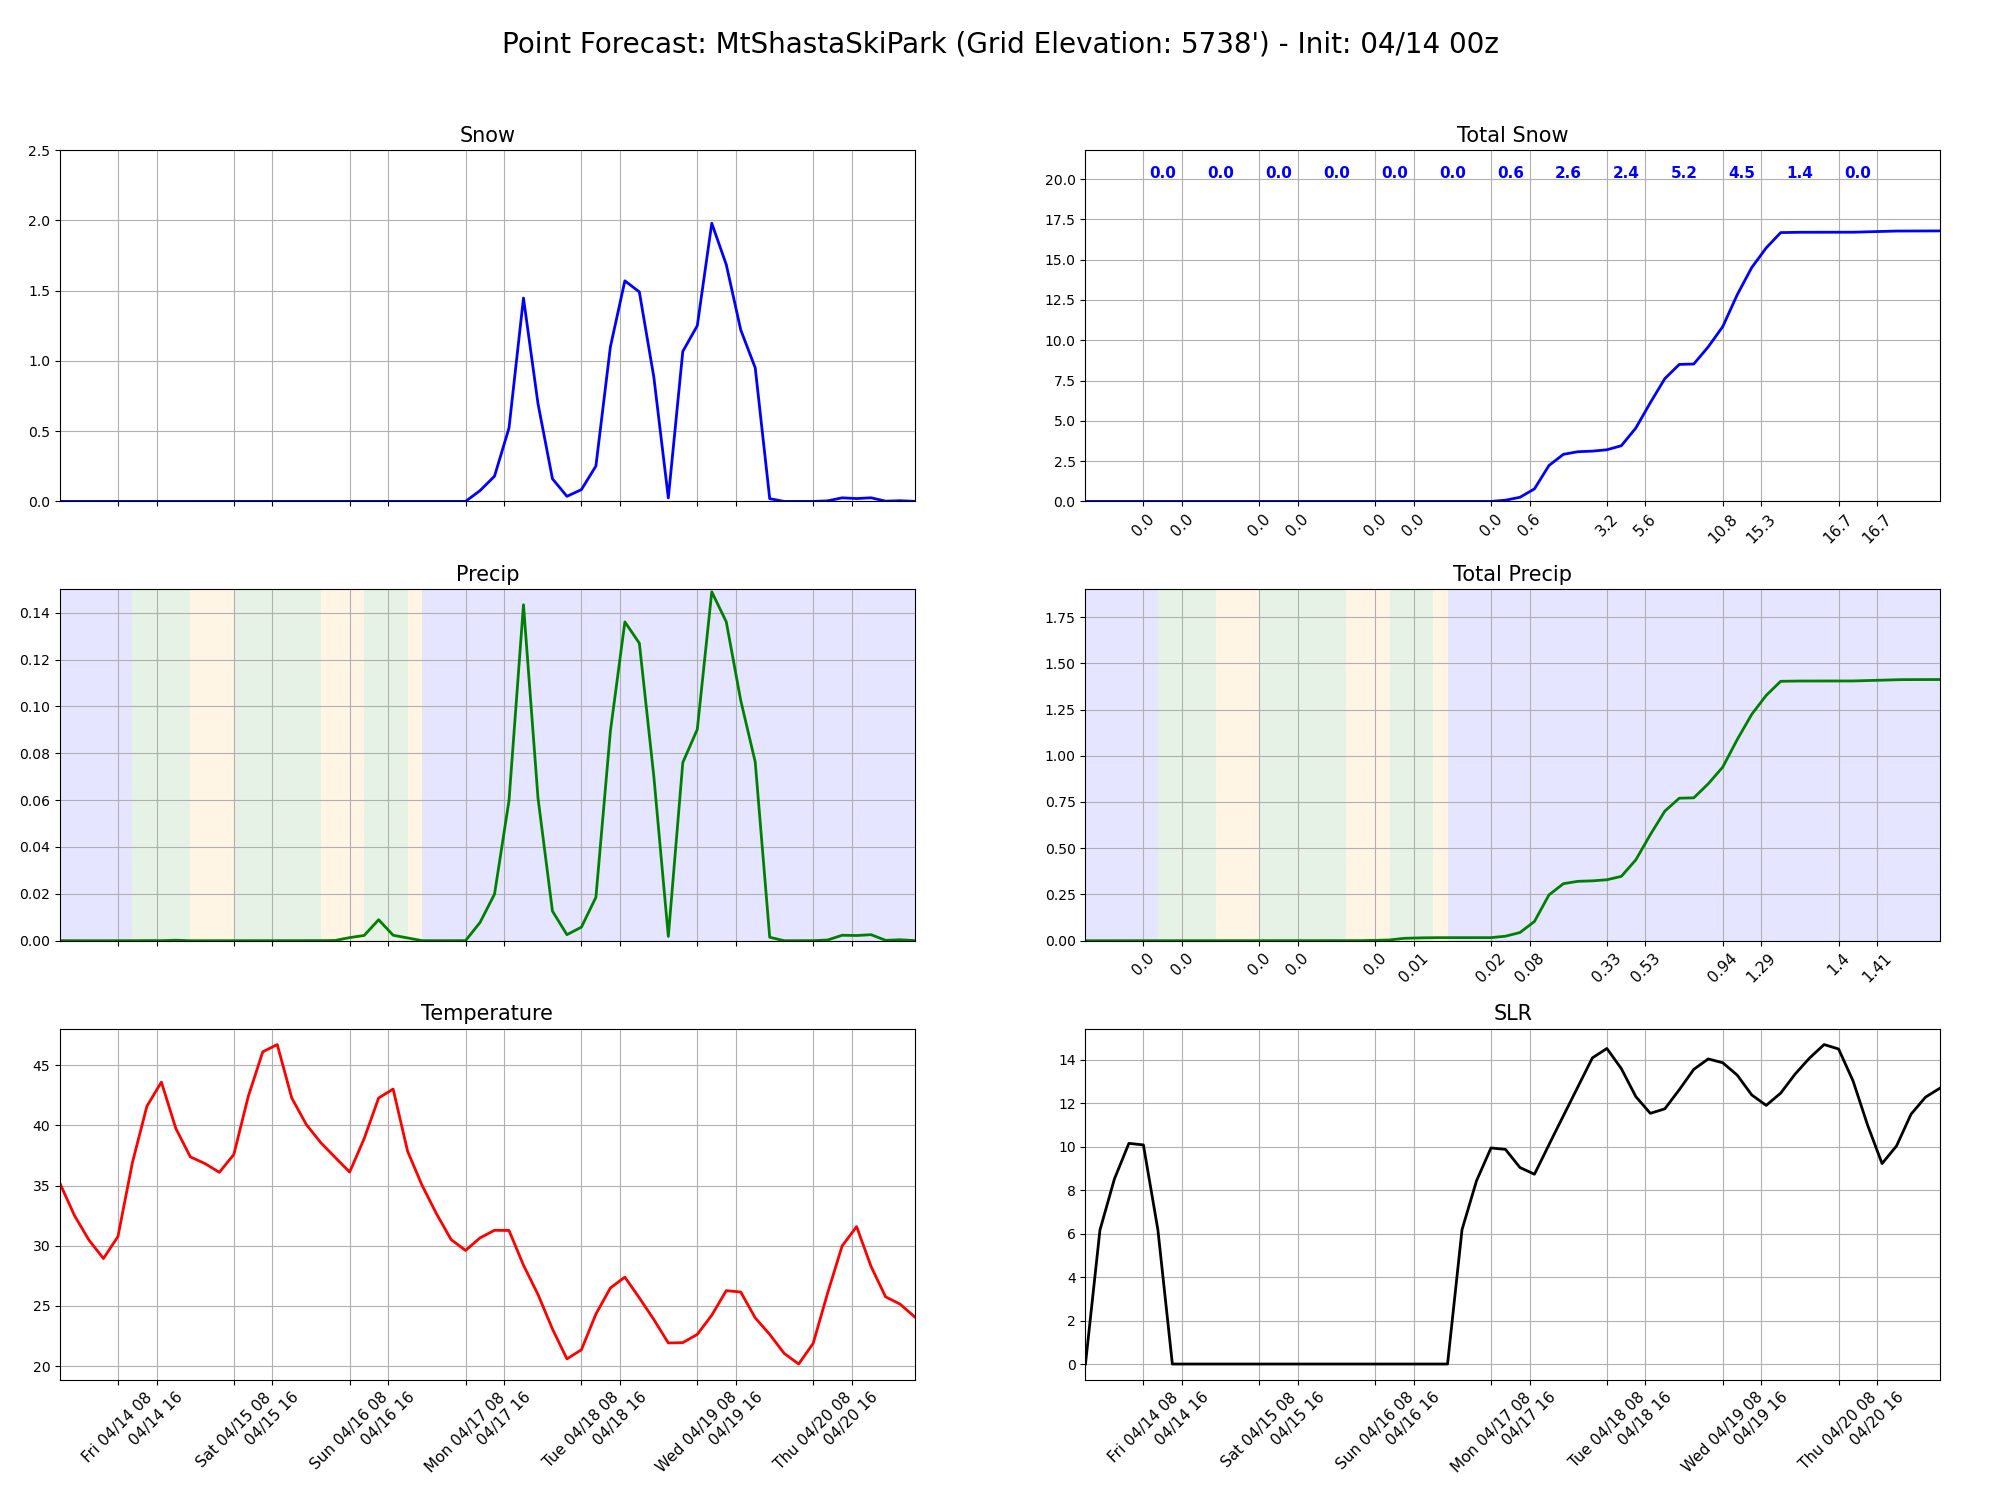 Point Forecast: MtShastaSkiPark (Grid Elevation: 5738') - Init: 04/14 00z
Snow
2.5
2.0
1.5
1.0
0.5
0.0
Total Snow
0.0 0.0 0.0 0.0 0.0 0.0 0.6 2.6 2.4 5.2 4.5 1.4 0.0
20.0
17.5
15.0
12.5
10.0
7.5
5.0
2.5
0.0
0.0 0.0 0.0 0.0 0.0 0.0 0.0 0.6 3.2 5.6 10.8 15.3 16.7 16.7
Precip
0.14
0.12
0.10
0.08
0.06
0.04
0.02
0.00
Total Precip
1.75
1.50
1.25
1.00
0.75
0.50
0.25
0.00
0.0 0.0 0.0 0.0 0.0 0.01 0.02 0.08 0.33 0.53 0.94 1.29 1.4 1.41
Temperature
45
40
35
30
25
20
Fri 04/14 08
04/14 16
Sat 04/15 08
04/15 16
Sun 04/16 08
04/16 16
Mon 04/17 08
04/17 16
Tue 04/18 08
04/18 16
Wed 04/19 08
04/19 16
Thu 04/20 08
04/20 16
SLR
14
12
10
8
6
4
2
0
Fri 04/14 08
04/14 16
Sat 04/15 08
04/15 16
Sun 04/16 08
04/16 16
Mon 04/17 08
04/17 16
Tue 04/18 08
04/18 16
Wed 04/19 08
04/19 16
Thu 04/20 08
04/20 16